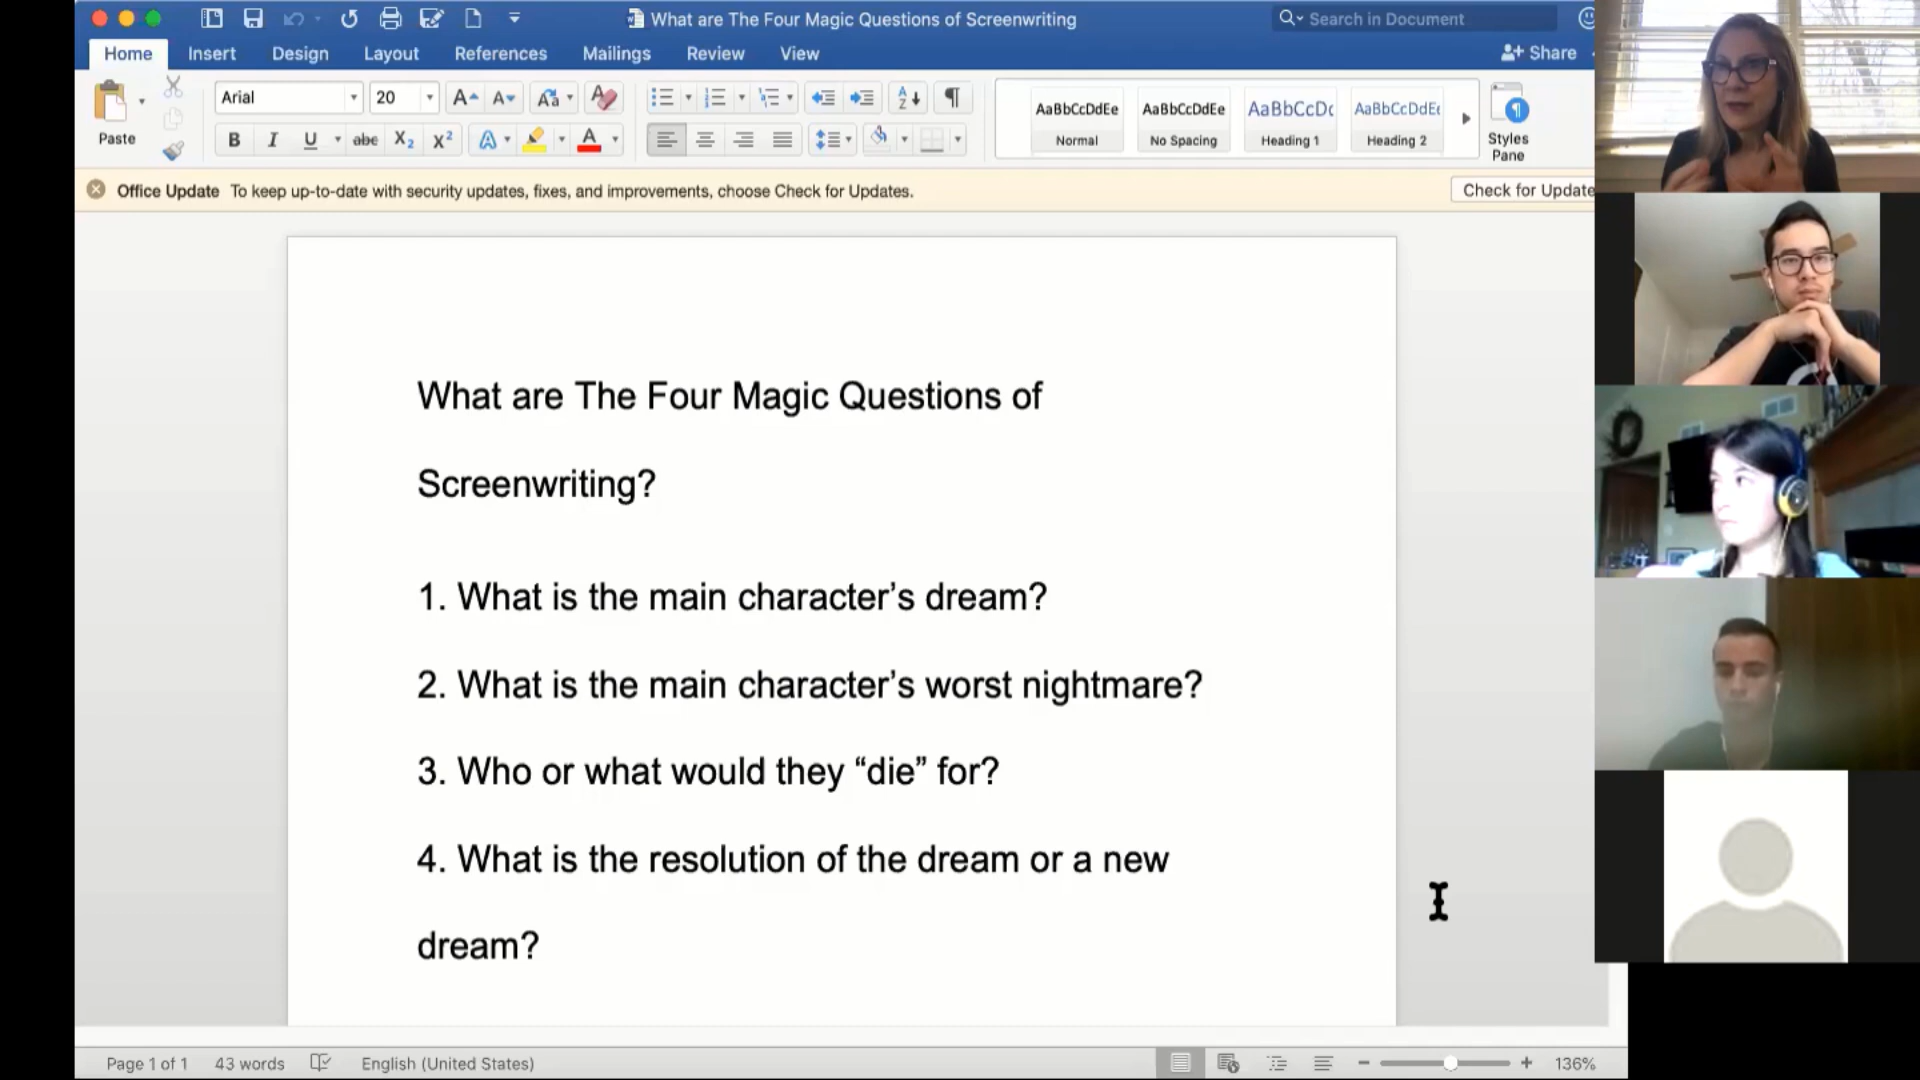 What are The Four Magic Questions of Screenwriting
Search in Document
Home Insert Design Layout References Mailings Review View
Share
Paste
Arial
20
AaBbCcDdEe
Normal
AaBbCcDdEe
No Spacing
AaBbCcDc
Heading 1
AaBbCcDdEe
Heading 2
Styles
Pane
Office Update To keep up-to-date with security updates, fixes, and improvements, choose Check for Updates.
Check for Update
What are The Four Magic Questions of
Screenwriting?
1. What is the main character’s dream?
2. What is the main character’s worst nightmare?
3. Who or what would they “die” for?
4. What is the resolution of the dream or a new
dream?
Page 1 of 1 43 words English (United States)
136%